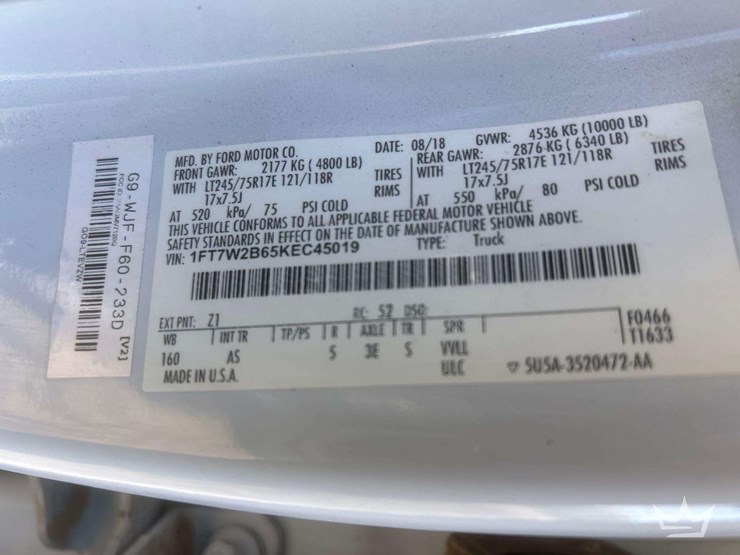 MFD. BY FORD MOTOR CO.
DATE: 08/18 GVWR: 4536 KG (10000 LB)
FRONT GAWR: 2177 KG ( 4800 LB)
REAR GAWR: 2876 KG ( 6340 LB)
WITH LT245/75R17E 121/118R TIRES
WITH LT245/75R17E 121/118R TIRES
17x7.5J RIMS
17x7.5J RIMS
AT 520 kPa/ 75 PSI COLD
AT 550 kPa/ 80 PSI COLD
THIS VEHICLE CONFORMS TO ALL APPLICABLE FEDERAL MOTOR VEHICLE
SAFETY STANDARDS IN EFFECT ON THE DATE OF MANUFACTURE SHOWN ABOVE.
VIN: 1FT7W2B65KEC45019 TYPE: Truck
EXT PNT: Z1 RC: 52 DSO:
F0466
WB INT TR TP/PS R AXLE TR SPR
T1633
160 AS 5 3E 5 VVLL
ULC
MADE IN U.S.A. 5U5A-3520472-AA
G9-WJF-F60-233D [V2]